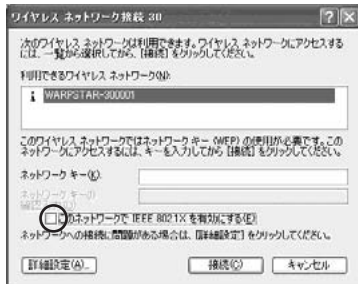 ワイヤレス ネットワーク接続 30
次のワイヤレス ネットワークは利用できます。ワイヤレス ネットワークにアクセスする
には、一覧から選択してから、[接続] をクリックしてください。
利用できるワイヤレス ネットワーク(N):
WARPSTAR-300001
このワイヤレス ネットワークではネットワーク キー (WEP) の使用が必要です。この
ネットワークにアクセスするには、キーを入力してから [接続] をクリックしてください。
ネットワーク キー(K):
ネットワーク キーの
確認
このネットワークで IEEE 802.1X を有効にする(E)
ネットワークへの接続に問題がある場合は、[詳細設定] をクリックしてください。
詳細設定(A)...
接続(C)
キャンセル